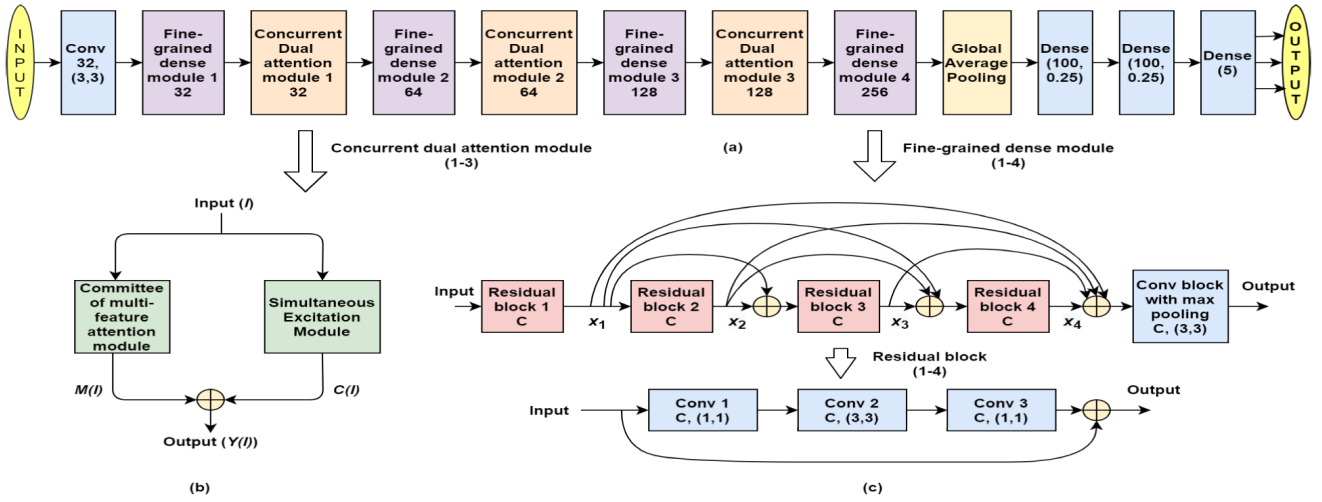 INPUT
Conv
32,
(3,3)
Fine-
grained
dense
module 1
32
Concurrent
Dual
attention
module 1
32
Fine-
grained
dense
module 2
64
Concurrent
Dual
attention
module 2
64
Fine-
grained
dense
module 3
128
Concurrent
Dual
attention
module 3
128
Fine-
grained
dense
module 4
256
Global
Average
Pooling
Dense
(100,
0.25)
Dense
(100,
0.25)
Dense
(5)
OUTPUT
Concurrent dual attention module
(1-3)
(a)
Fine-grained dense module
(1-4)
Input (I)
Committee
of multi-
feature
attention
module
Simultaneous
Excitation
Module
M(I)
C(I)
Output (Y(I))
(b)
Input
Residual
block 1
C
x1
Residual
block 2
C
x2
Residual
block 3
C
x3
Residual
block 4
C
x4
Conv block
with max
pooling
C, (3,3)
Output
Residual block
(1-4)
Input
Conv 1
C, (1,1)
Conv 2
C, (3,3)
Conv 3
C, (1,1)
Output
(c)